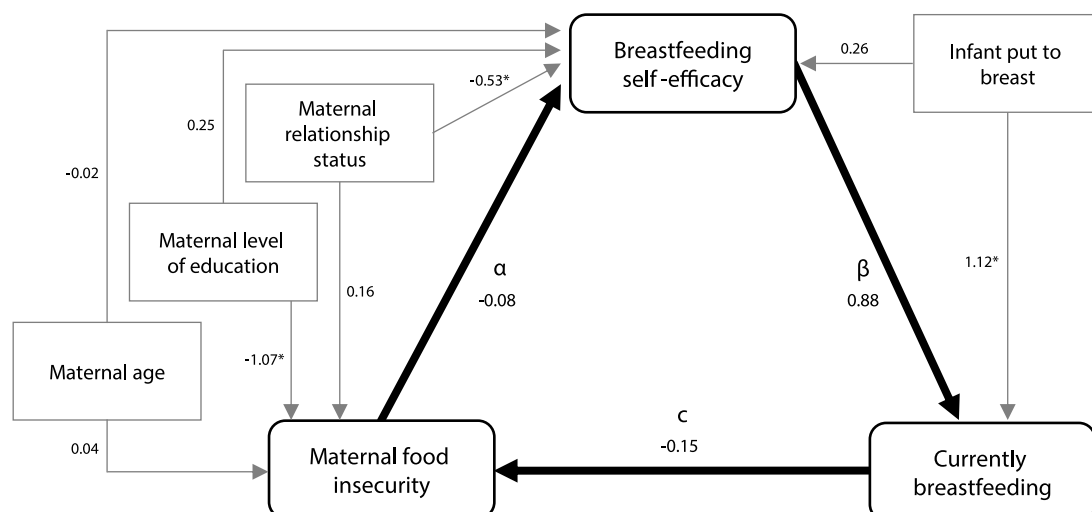 Breastfeeding
self-efficacy
Infant put to
breast
0.26
-0.53*
Maternal
relationship
status
0.25
-0.02
Maternal level
of education
α
-0.08
β
0.88
1.12*
0.16
-1.07*
Maternal age
0.04
c
-0.15
Maternal food
insecurity
Currently
breastfeeding